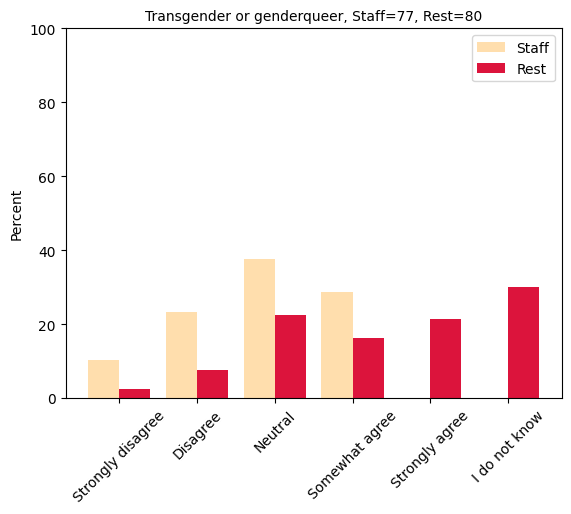 Transgender or genderqueer, Staff=77, Rest=80
Staff
Rest
Percent
100
80
60
40
20
0
Strongly disagree
Disagree
Neutral
Somewhat agree
Strongly agree
I do not know